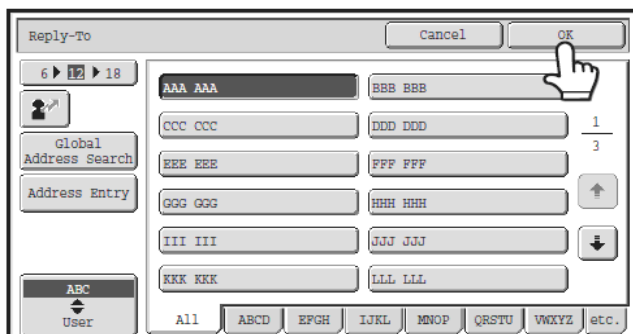 Reply-To
Cancel
OK
6 12 18
Global
Address Search
Address Entry
ABC
User
AAA AAA
BBB BBB
CCC CCC
DDD DDD
EEE EEE
FFF FFF
GGG GGG
HHH HHH
III III
JJJ JJJ
KKK KKK
LLL LLL
1
3
All
ABCD
EFGH
IJKL
MNOP
QRSTU
VWXYZ
etc.